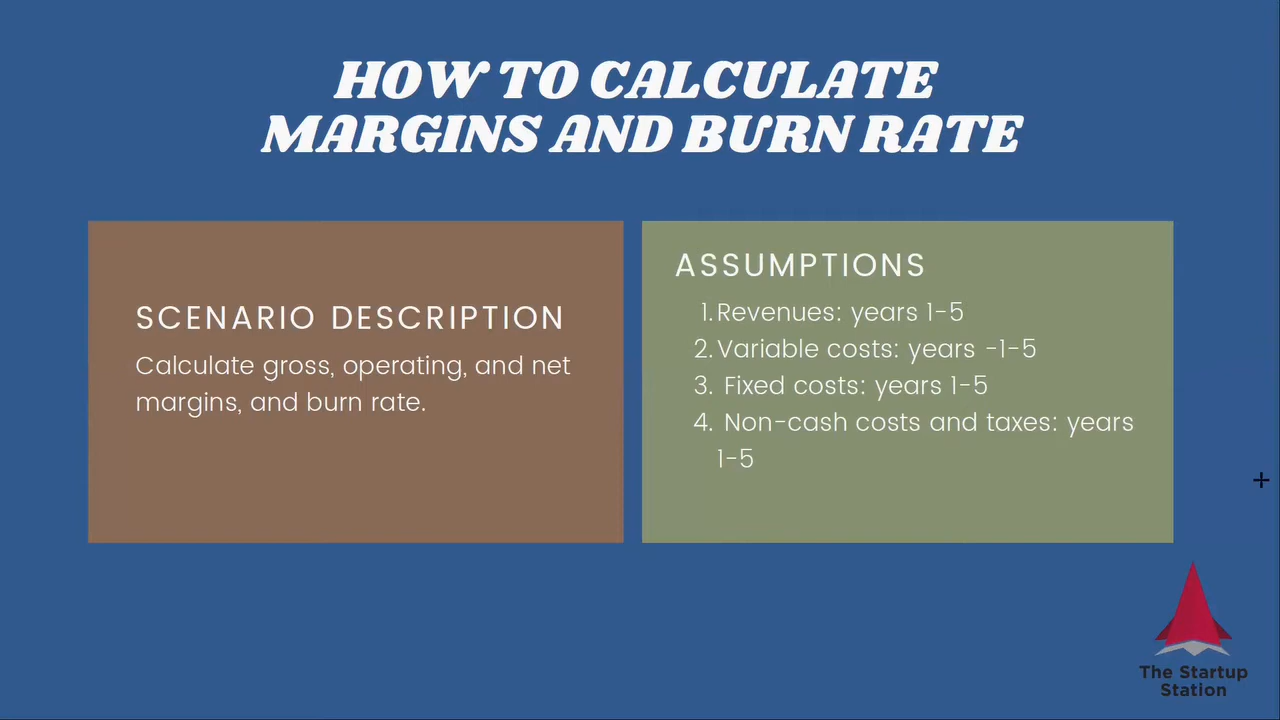 HOW TO CALCULATE
MARGINS AND BURN RATE
SCENARIO DESCRIPTION
Calculate gross, operating, and net
margins, and burn rate.
ASSUMPTIONS
1. Revenues: years 1-5
2. Variable costs: years -1-5
3. Fixed costs: years 1-5
4. Non-cash costs and taxes: years
1-5
The Startup
Station